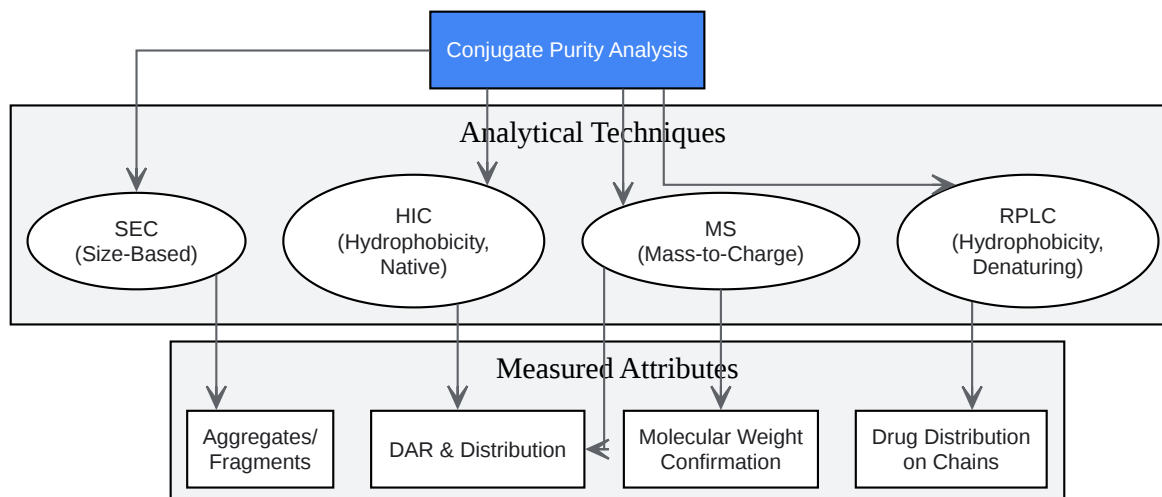 Conjugate Purity Analysis
Analytical Techniques
SEC
(Size-Based)
HIC
(Hydrophobicity,
Native)
MS
(Mass-to-Charge)
RPLC
(Hydrophobicity,
Denaturing)
Measured Attributes
Aggregates/
Fragments
DAR & Distribution
Molecular Weight
Confirmation
Drug Distribution
on Chains